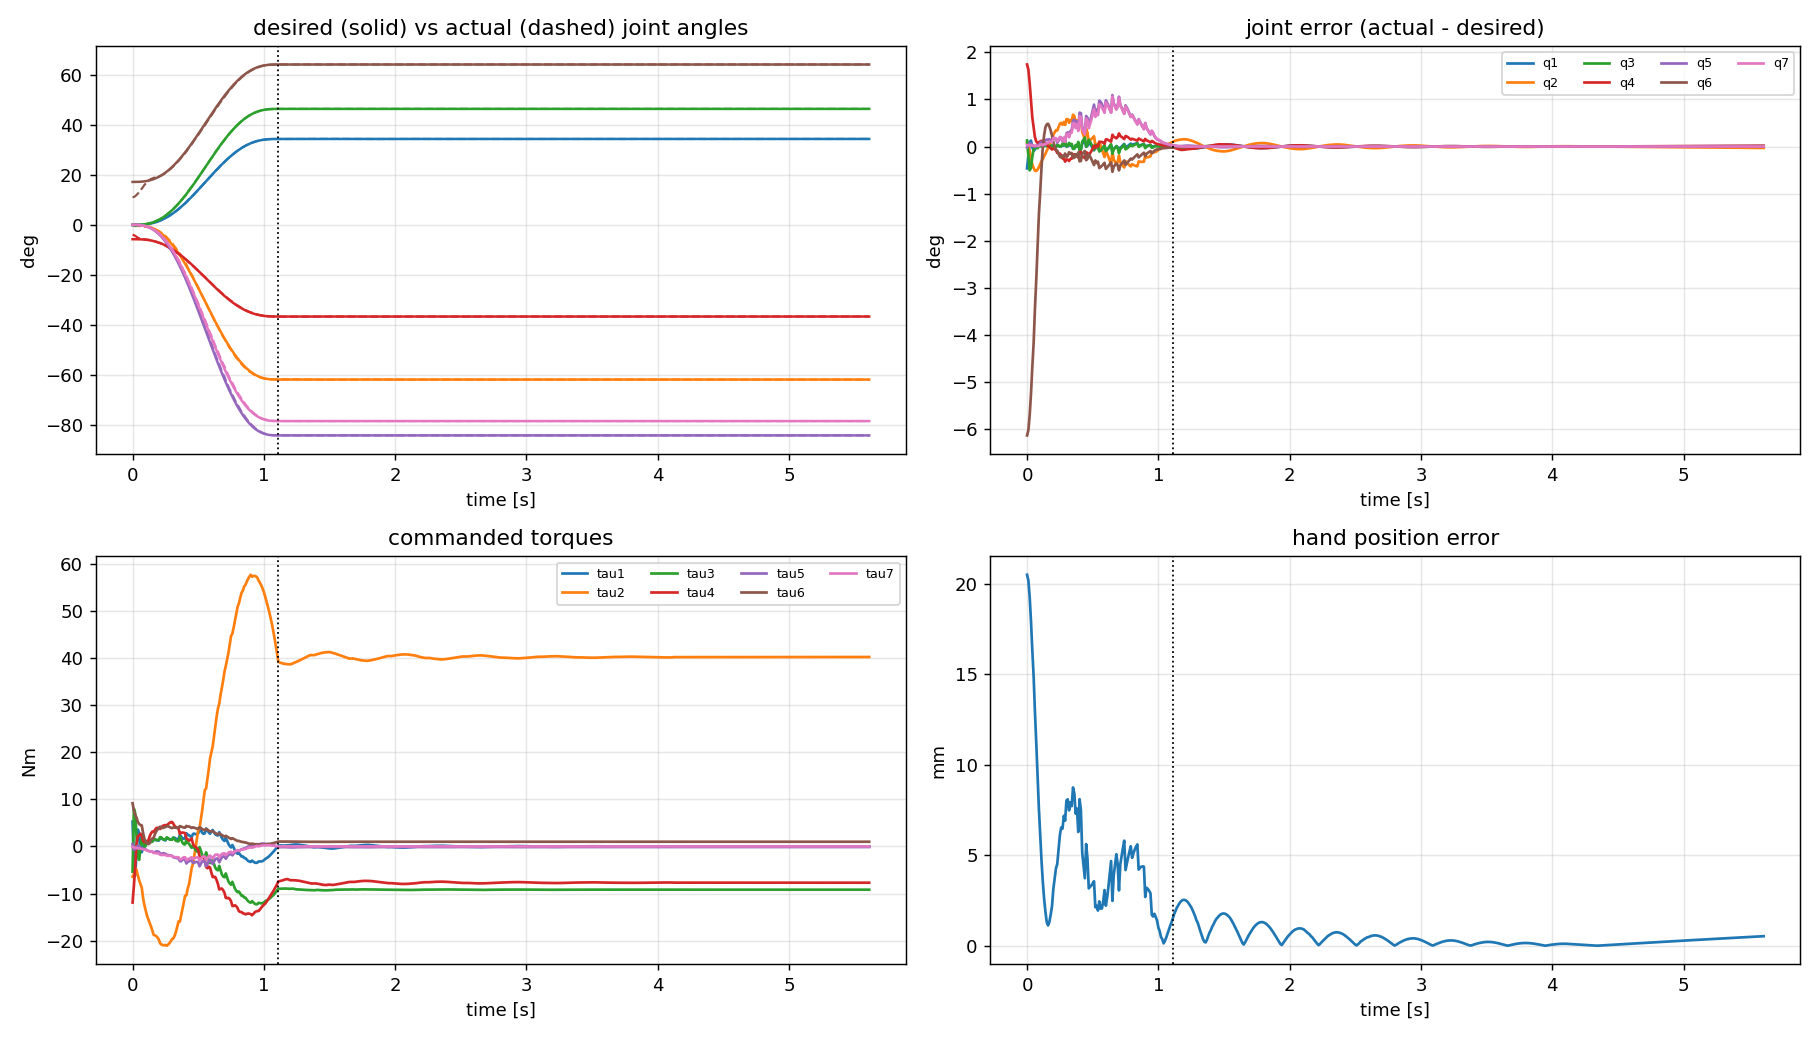 desired (solid) vs actual (dashed) joint angles
60
40
20
0
−20
−40
−60
−80
deg
0 1 2 3 4 5
time [s]
joint error (actual - desired)
2
1
0
−1
−2
−3
−4
−5
−6
deg
q1 q3 q5 q7
q2 q4 q6
0 1 2 3 4 5
time [s]
commanded torques
60
50
40
30
20
10
0
−10
−20
Nm
tau1 tau3 tau5 tau7
tau2 tau4 tau6
0 1 2 3 4 5
time [s]
hand position error
20
15
10
5
0
mm
0 1 2 3 4 5
time [s]